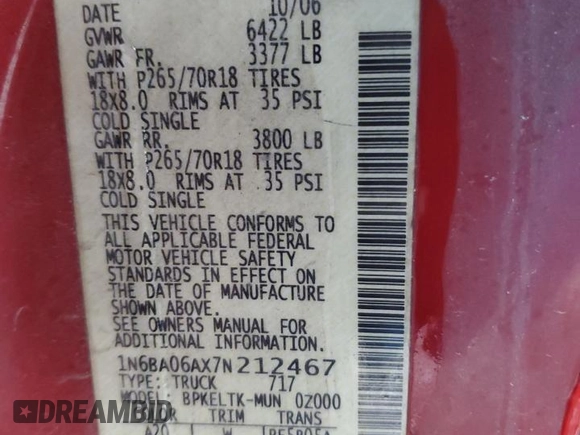 DATE 10/06
GVWR 6422 LB
GAWR FR. 3377 LB
WITH P265/70R18 TIRES
18X8.0 RIMS AT 35 PSI
COLD SINGLE
GAWR RR. 3800 LB
WITH P265/70R18 TIRES
18X8.0 RIMS AT 35 PSI
COLD SINGLE
THIS VEHICLE CONFORMS TO
ALL APPLICABLE FEDERAL
MOTOR VEHICLE SAFETY
STANDARDS IN EFFECT ON
THE DATE OF MANUFACTURE
SHOWN ABOVE.
SEE OWNERS MANUAL FOR
ADDITIONAL INFORMATION
1N6BA06AX7N212467
TYPE: TRUCK 717
MODEL: BPKELTK-MUN 0Z000
TRIM TRANS
A20 W
DREAMBID